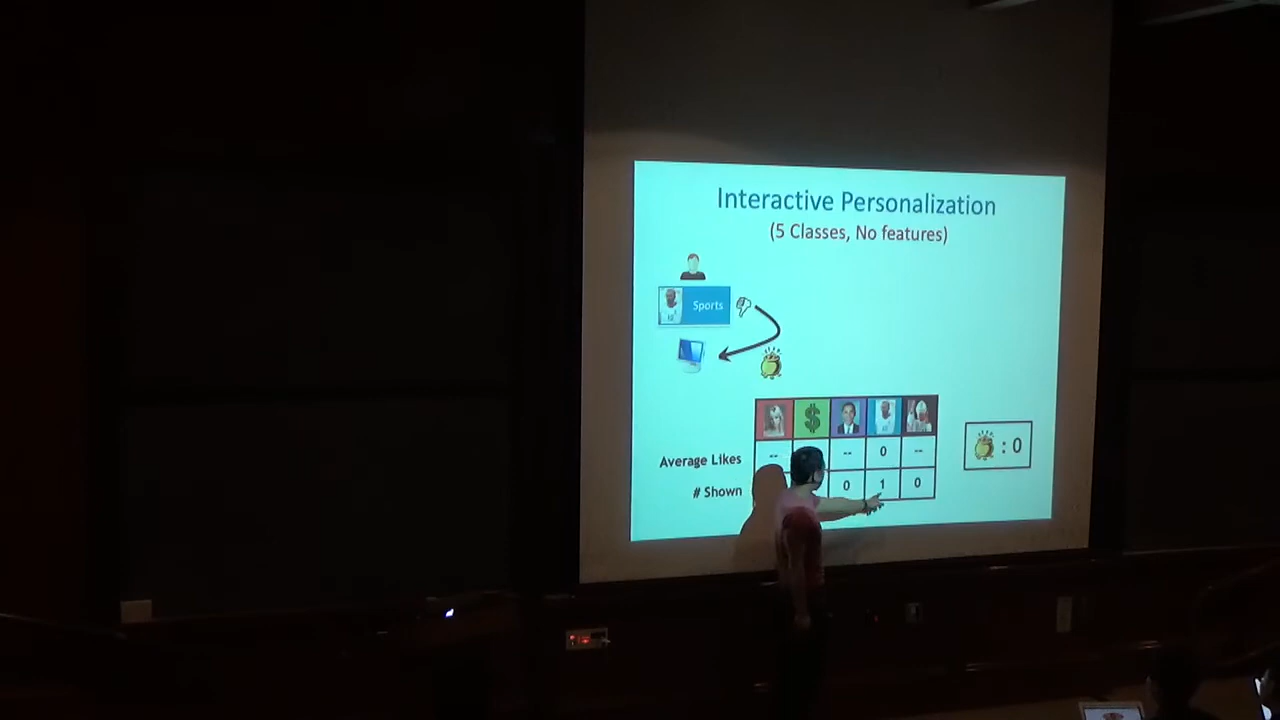 Interactive Personalization
(5 Classes, No features)
Sports
$
Average Likes -- -- 0 --
# Shown 0 1 0
: 0